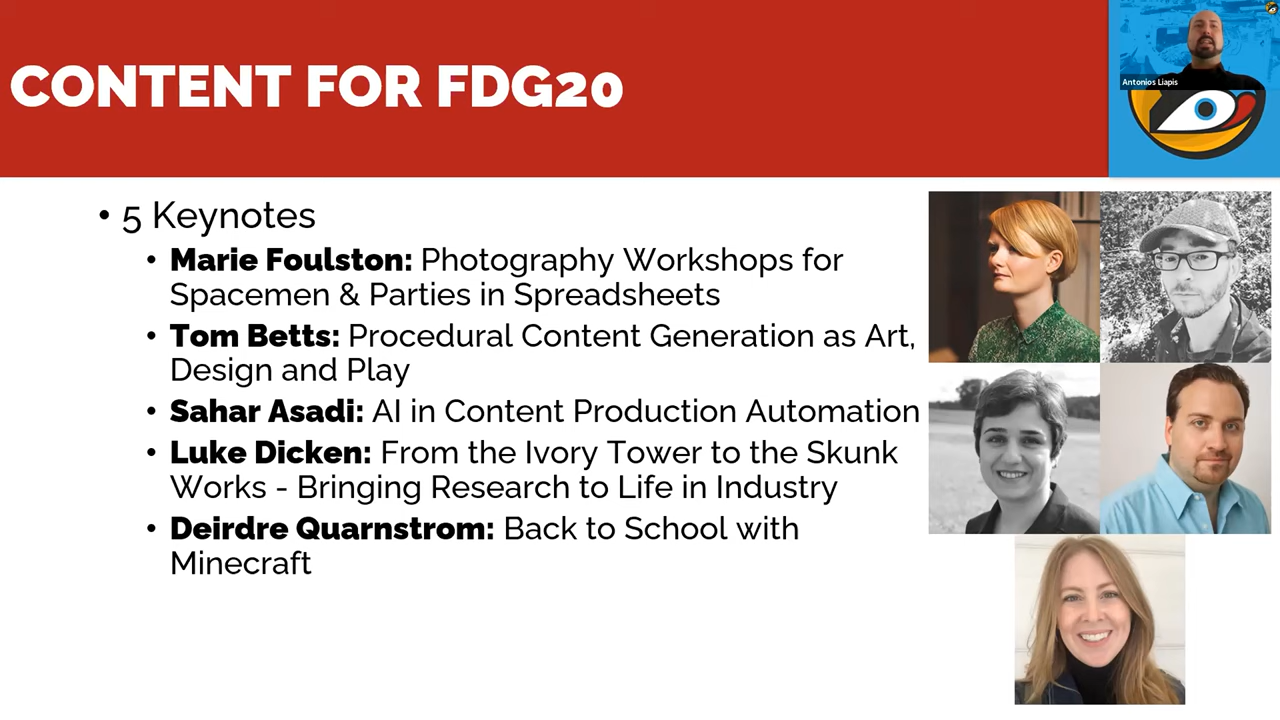 CONTENT FOR FDG20
Antonios Liapis
• 5 Keynotes
• Marie Foulston: Photography Workshops for
Spacemen & Parties in Spreadsheets
• Tom Betts: Procedural Content Generation as Art,
Design and Play
• Sahar Asadi: AI in Content Production Automation
• Luke Dicken: From the Ivory Tower to the Skunk
Works - Bringing Research to Life in Industry
• Deirdre Quarnstrom: Back to School with
Minecraft